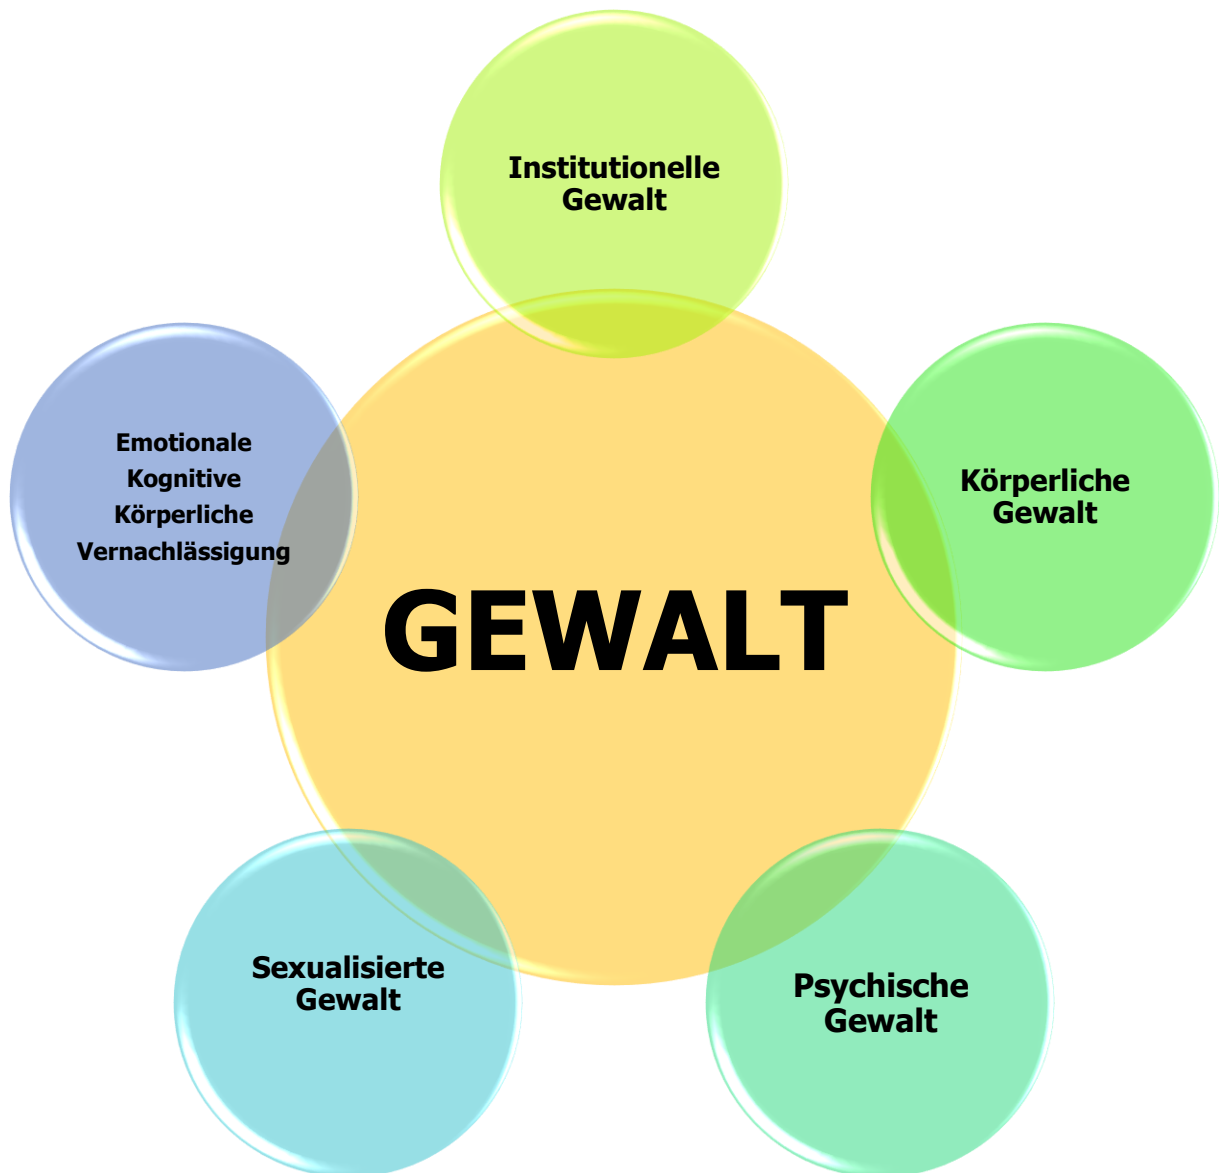 Institutionelle
Gewalt
Körperliche
Gewalt
Psychische
Gewalt
Sexualisierte
Gewalt
Emotionale
Kognitive
Körperliche
Vernachlässigung
GEWALT